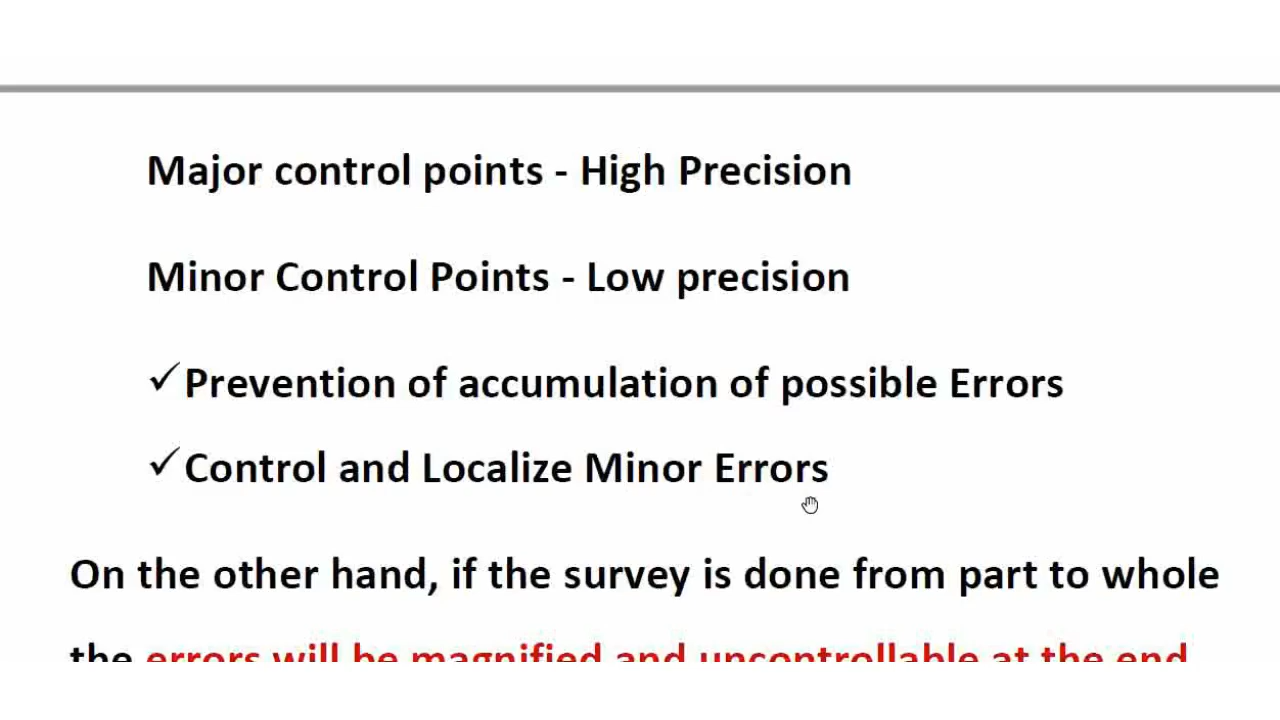 Major control points - High Precision
Minor Control Points - Low precision
✓Prevention of accumulation of possible Errors
✓Control and Localize Minor Errors
On the other hand, if the survey is done from part to whole
the errors will be magnified and uncontrollable at the end